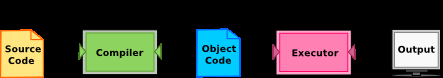 Source
Code
Compiler
Object
Code
Executor
Output